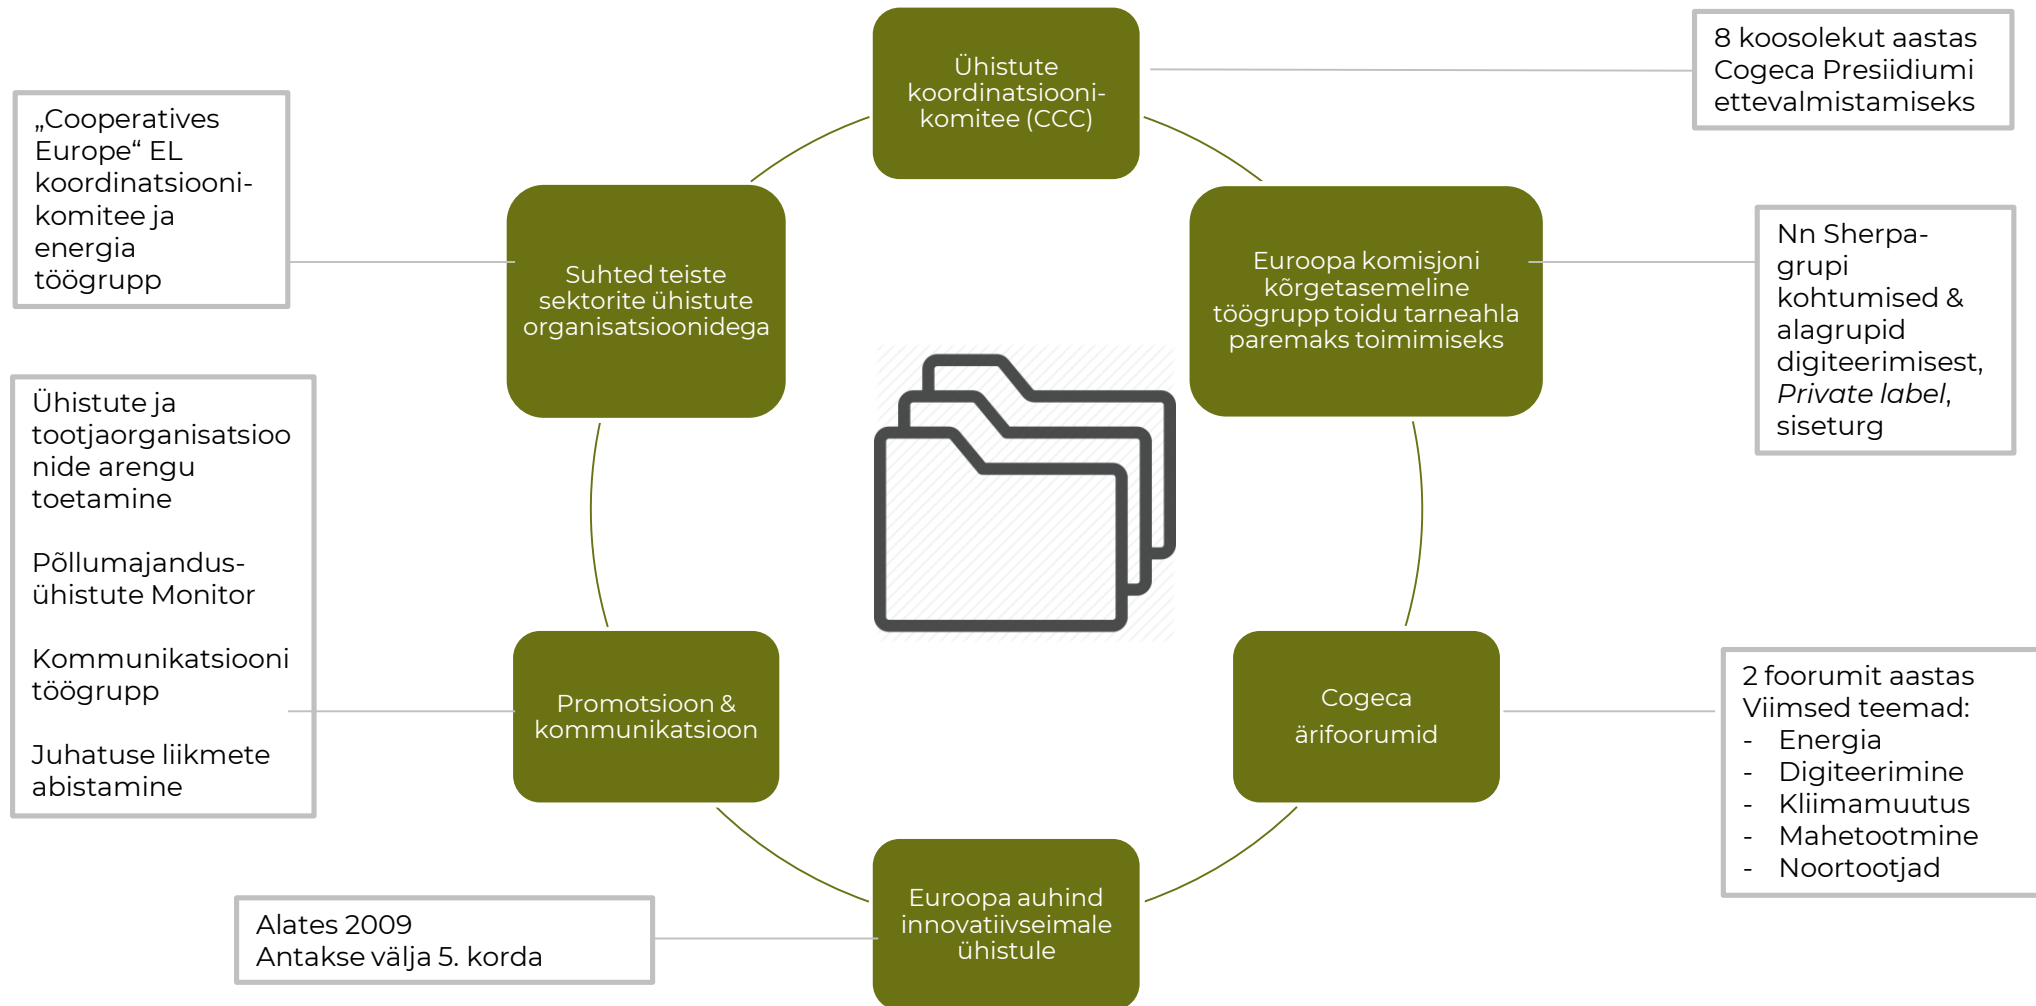 Ühistute
koordinatsiooni-
komitee (CCC)
8 koosolekut aastas
Cogeca Presiidiumi
ettevalmistamiseks
„Cooperatives
Europe“ EL
koordinatsiooni-
komitee ja
energia
töögrupp
Suhted teiste
sektorite ühistute
organisatsioonidega
Euroopa komisjoni
kõrgetasemeline
töögrupp toidu tarneahla
paremaks toimimiseks
Nn Sherpa-
grupi
kohtumised &
alagrupid
digiteerimisest,
Private label,
siseturg
Ühistute ja
tootjaorganisatsioo
nide arengu
toetamine
Põllumajandus-
ühistute Monitor
Kommunikatsiooni
töögrupp
Juhatuse liikmete
abistamine
Promotsioon &
kommunikatsioon
Cogeca
ärifoorumid
2 foorumit aastas
Viimsed teemad:
- Energia
- Digiteerimine
- Kliimamuutus
- Mahetootmine
- Noortootjad
Euroopa auhind
innovatiivseimale
ühistule
Alates 2009
Antakse välja 5. korda